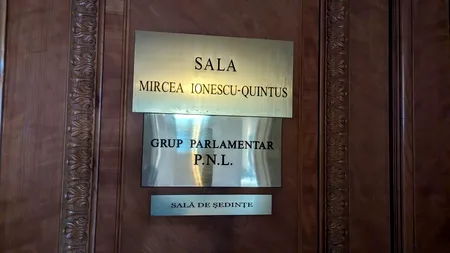 SALA
MIRCEA IONESCU-QUINTUS
GRUP PARLAMENTAR
P.N.L.
SALĂ DE ŞEDINŢE